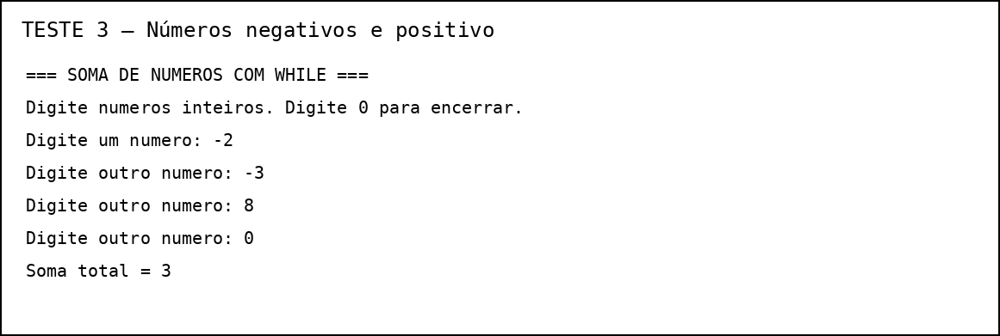 TESTE 3 — Números negativos e positivo
=== SOMA DE NUMEROS COM WHILE ===
Digite numeros inteiros. Digite 0 para encerrar.
Digite um numero: -2
Digite outro numero: -3
Digite outro numero: 8
Digite outro numero: 0
Soma total = 3